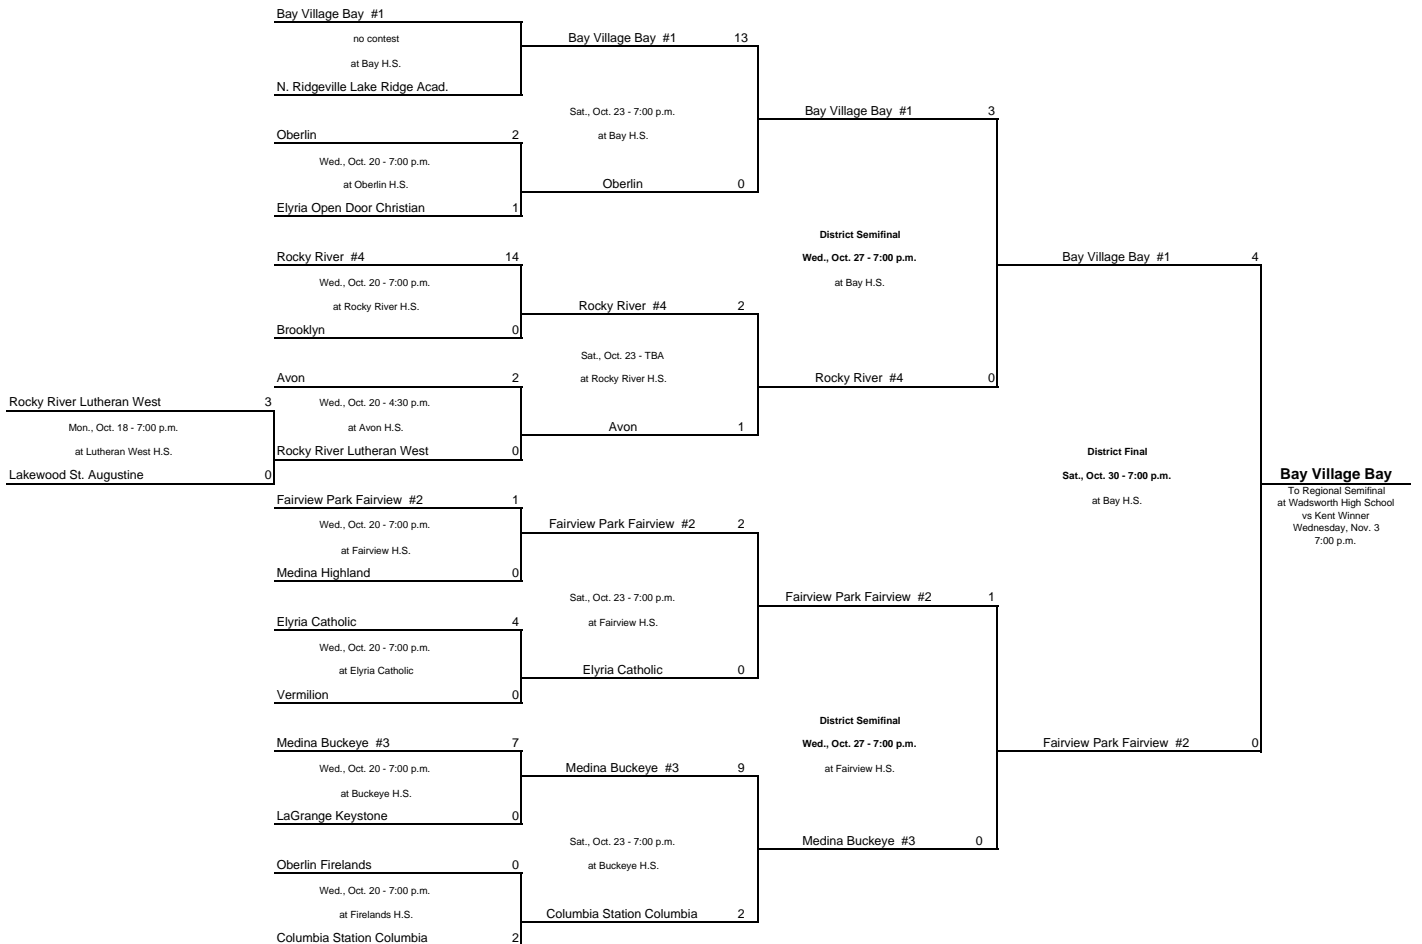 Rocky River Lutheran West 3
Mon., Oct. 18 - 7:00 p.m.
at Lutheran West H.S.
Lakewood St. Augustine 0
Bay Village Bay #1
no contest
at Bay H.S.
N. Ridgeville Lake Ridge Acad.
Oberlin 2
Wed., Oct. 20 - 7:00 p.m.
at Oberlin H.S.
Elyria Open Door Christian 1
Rocky River #4 14
Wed., Oct. 20 - 7:00 p.m.
at Rocky River H.S.
Brooklyn 0
Avon 2
Wed., Oct. 20 - 4:30 p.m.
at Avon H.S.
Rocky River Lutheran West 0
Fairview Park Fairview #2 1
Wed., Oct. 20 - 7:00 p.m.
at Fairview H.S.
Medina Highland 0
Elyria Catholic 4
Wed., Oct. 20 - 7:00 p.m.
at Elyria Catholic
Vermilion 0
Medina Buckeye #3 7
Wed., Oct. 20 - 7:00 p.m.
at Buckeye H.S.
LaGrange Keystone 0
Oberlin Firelands 0
Wed., Oct. 20 - 7:00 p.m.
at Firelands H.S.
Columbia Station Columbia 2
Bay Village Bay #1 13
Sat., Oct. 23 - 7:00 p.m.
at Bay H.S.
Oberlin 0
Rocky River #4 2
Sat., Oct. 23 - TBA
at Rocky River H.S.
Avon 1
Fairview Park Fairview #2 2
Sat., Oct. 23 - 7:00 p.m.
at Fairview H.S.
Elyria Catholic 0
Medina Buckeye #3 9
Sat., Oct. 23 - 7:00 p.m.
at Buckeye H.S.
Columbia Station Columbia 2
Bay Village Bay #1 3
District Semifinal
Wed., Oct. 27 - 7:00 p.m.
at Bay H.S.
Rocky River #4 0
Fairview Park Fairview #2 1
District Semifinal
Wed., Oct. 27 - 7:00 p.m.
at Fairview H.S.
Medina Buckeye #3 0
Bay Village Bay #1 4
District Final
Sat., Oct. 30 - 7:00 p.m.
at Bay H.S.
Fairview Park Fairview #2 0
Bay Village Bay
To Regional Semifinal
at Wadsworth High School
vs Kent Winner
Wednesday, Nov. 3
7:00 p.m.